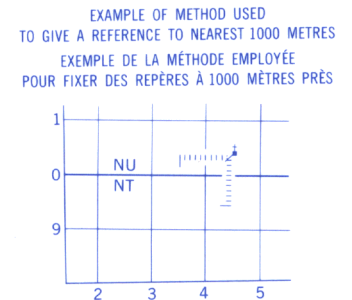 EXAMPLE OF METHOD USED
TO GIVE A REFERENCE TO NEAREST 1000 METRES
EXEMPLE DE LA MÉTHODE EMPLOYÉE
POUR FIXER DES REPÈRES À 1000 MÈTRES PRÈS
1
NU
0
NT
9
2 3 4 5